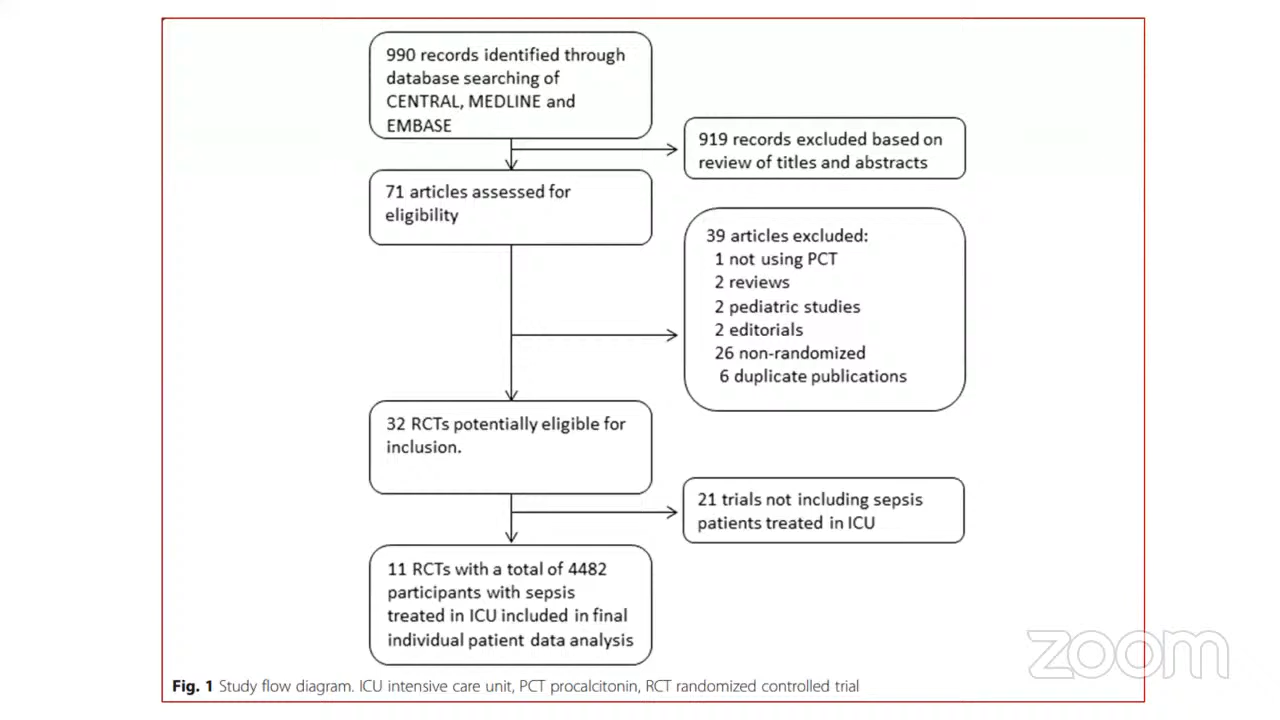 990 records identified through
database searching of
CENTRAL, MEDLINE and
EMBASE
919 records excluded based on
review of titles and abstracts
71 articles assessed for
eligibility
39 articles excluded:
1 not using PCT
2 reviews
2 pediatric studies
2 editorials
26 non-randomized
6 duplicate publications
32 RCTs potentially eligible for
inclusion.
21 trials not including sepsis
patients treated in ICU
11 RCTs with a total of 4482
participants with sepsis
treated in ICU included in final
individual patient data analysis
Fig. 1 Study flow diagram. ICU intensive care unit, PCT procalcitonin, RCT randomized controlled trial
zoom